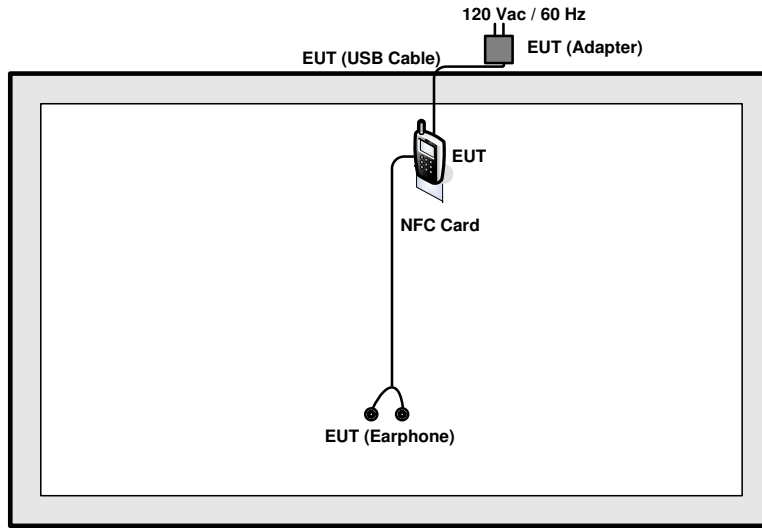 120 Vac / 60 Hz
EUT (Adapter)
EUT (USB Cable)
EUT
NFC Card
EUT (Earphone)